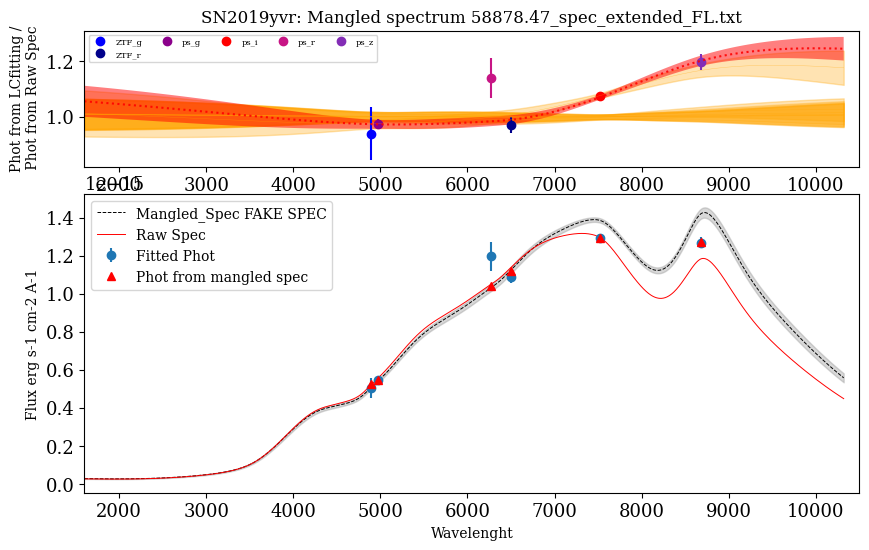 SN2019yvr: Mangled spectrum 58878.47_spec_extended_FL.txt
Phot from LCfitting /
Phot from Raw Spec
ZTF_g ps_g ps_i ps_r ps_z
ZTF_r
1.2
1.0
2000 3000 4000 5000 6000 7000 8000 9000 10000
Flux erg s-1 cm-2 A-1
Mangled_Spec FAKE SPEC
Raw Spec
Fitted Phot
Phot from mangled spec
1.4
1.2
1.0
0.8
0.6
0.4
0.2
0.0
2000 3000 4000 5000 6000 7000 8000 9000 10000
Wavelenght